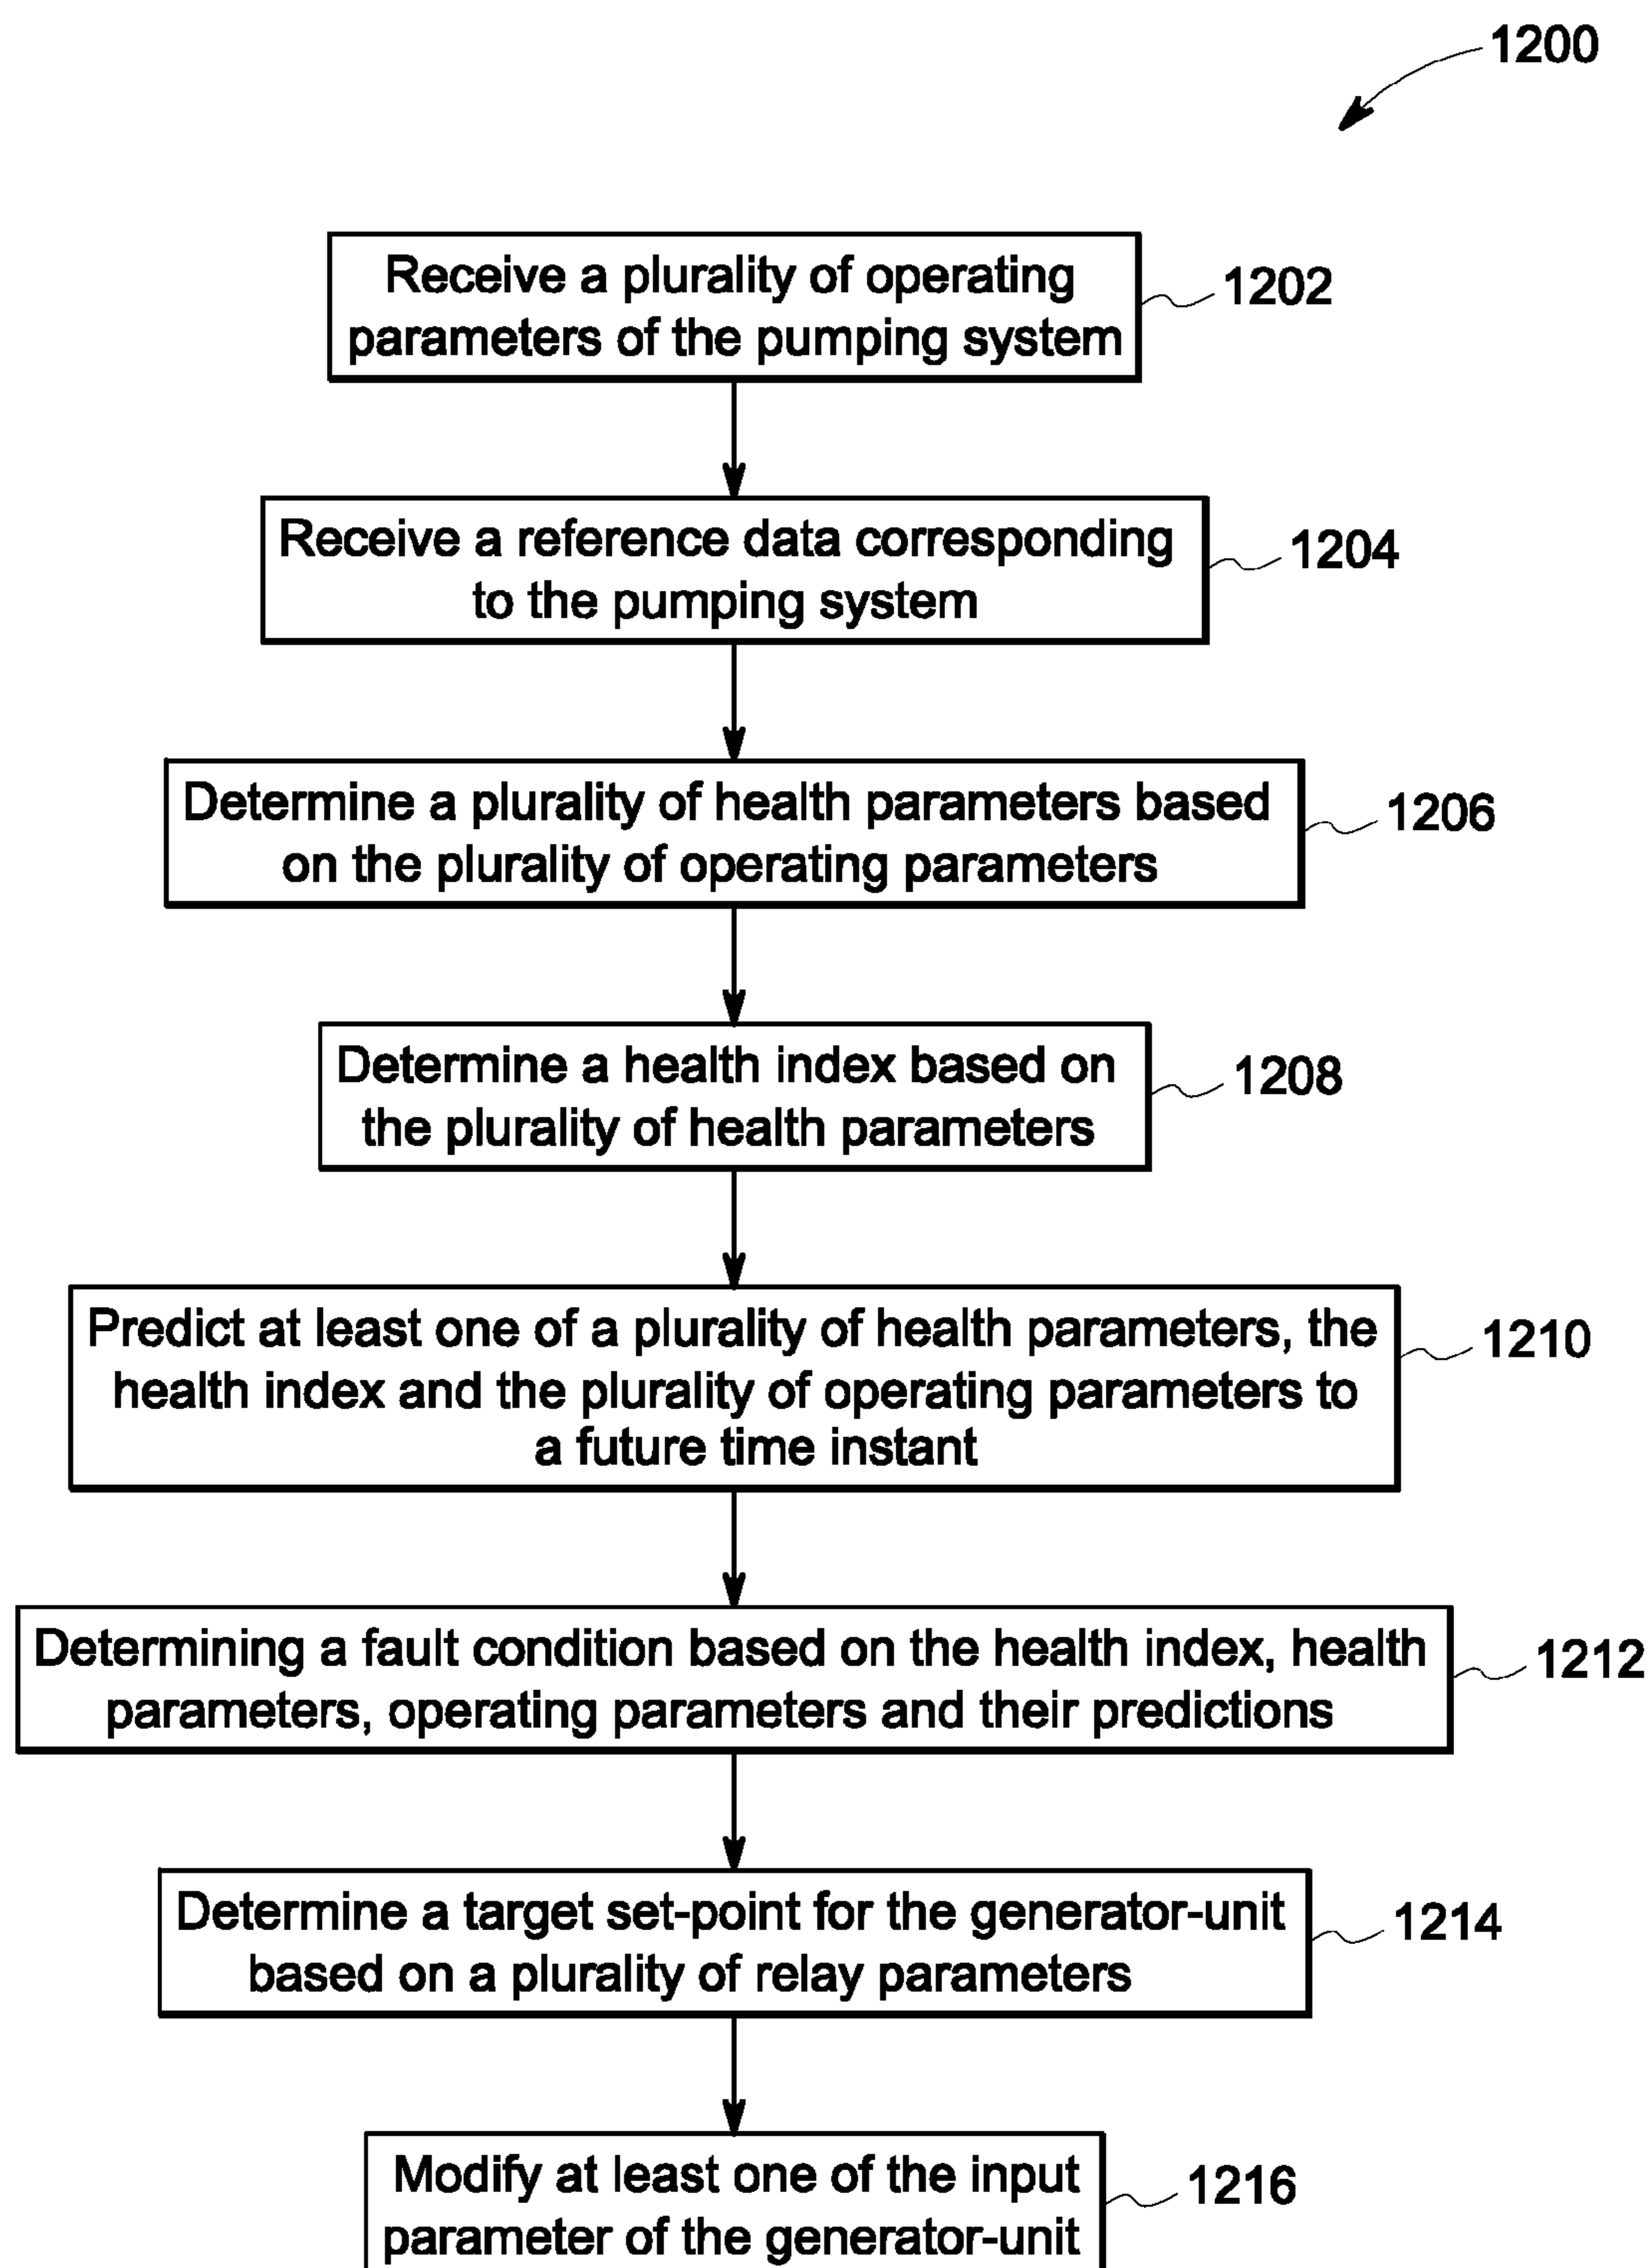 1200
Receive a plurality of operating
parameters of the pumping system
1202
Receive a reference data corresponding
to the pumping system
1204
Determine a plurality of health parameters based
on the plurality of operating parameters
1206
Determine a health index based on
the plurality of health parameters
1208
Predict at least one of a plurality of health parameters, the
health index and the plurality of operating parameters to
a future time instant
1210
Determining a fault condition based on the health index, health
parameters, operating parameters and their predictions
1212
Determine a target set-point for the generator-unit
based on a plurality of relay parameters
1214
Modify at least one of the input
parameter of the generator-unit
1216